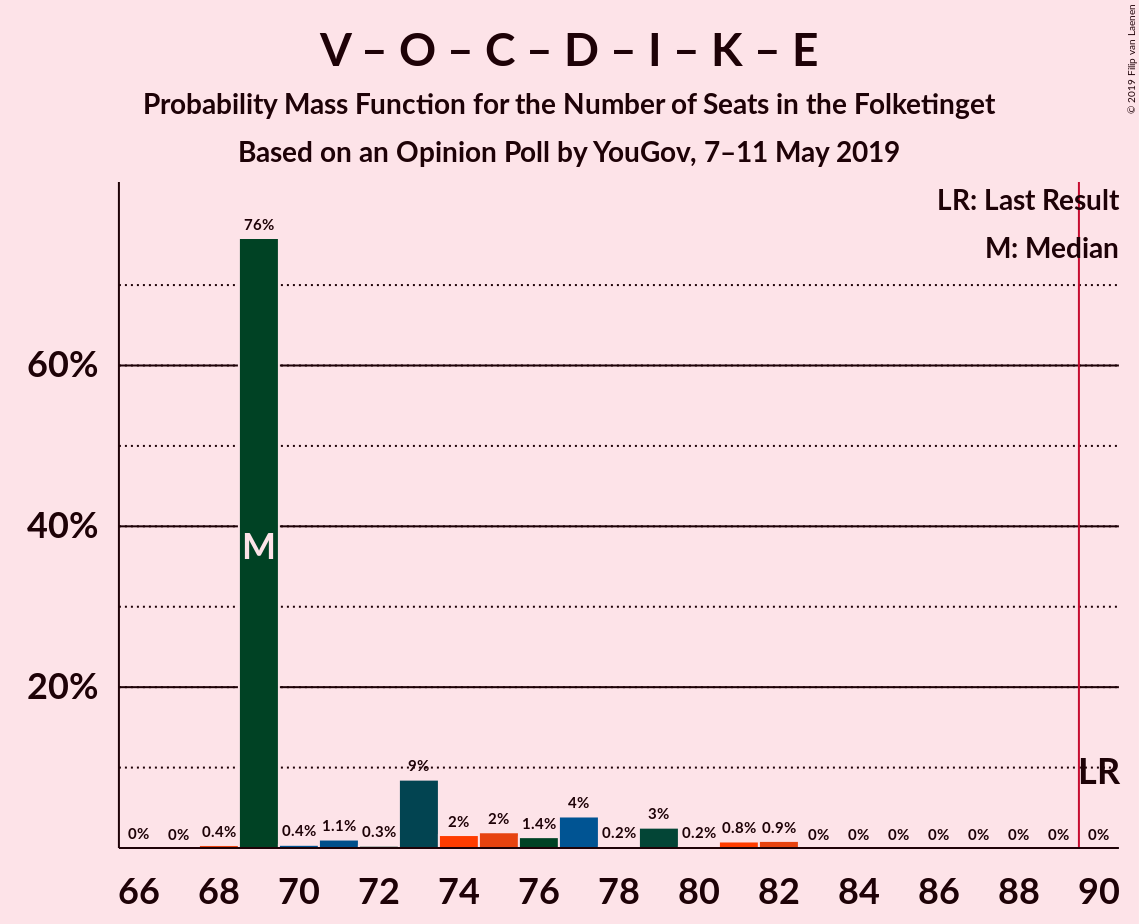 V – O – C – D – I – K – E
Probability Mass Function for the Number of Seats in the Folketinget
Based on an Opinion Poll by YouGov, 7–11 May 2019
© 2019 Filip van Laenen
LR: Last Result
M: Median
76%
60%
40%
M
20%
LR
0% 0% 0.4% 0.4% 1.1% 0.3% 9% 2% 2% 1.4% 4% 0.2% 3% 0.2% 0.8% 0.9% 0% 0% 0% 0% 0% 0% 0% 0%
66 68 70 72 74 76 78 80 82 84 86 88 90